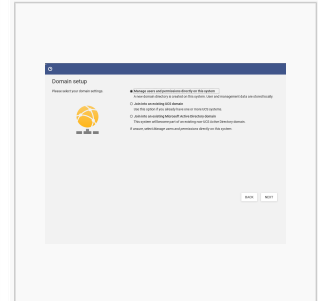 Domain setup
Please select your domain settings.
Manage users and permissions directly on this system
A new domain directory is created on this system. User and management data are stored locally.
Join into an existing UCS domain
Use this option if you already have one or more UCS systems.
Join into an existing Microsoft Active Directory domain
This system will become part of an existing non-UCS Active Directory domain.
If unsure, select Manage users and permissions directly on this system.
BACK NEXT